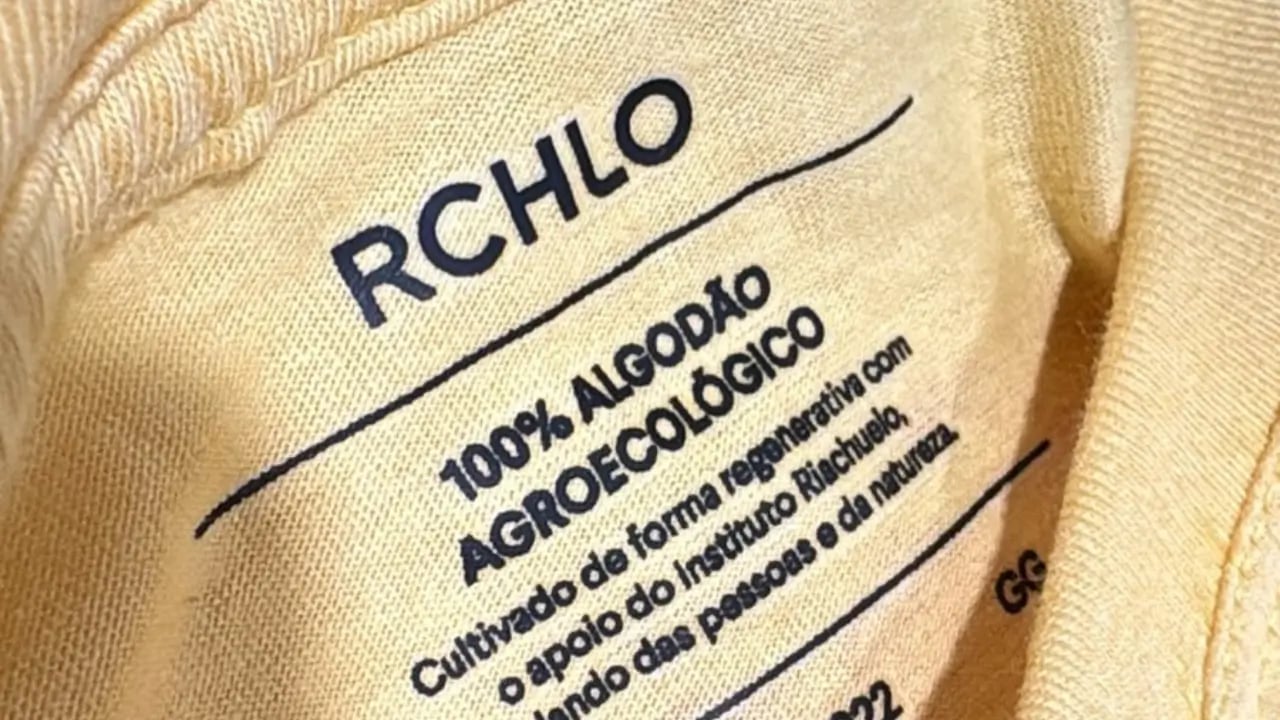 RCHLO
100% ALGODÃO
AGROECOLÓGICO
Cultivado de forma regenerativa com
o apoio do Instituto Riachuelo,
das pessoas e da natureza.
GG